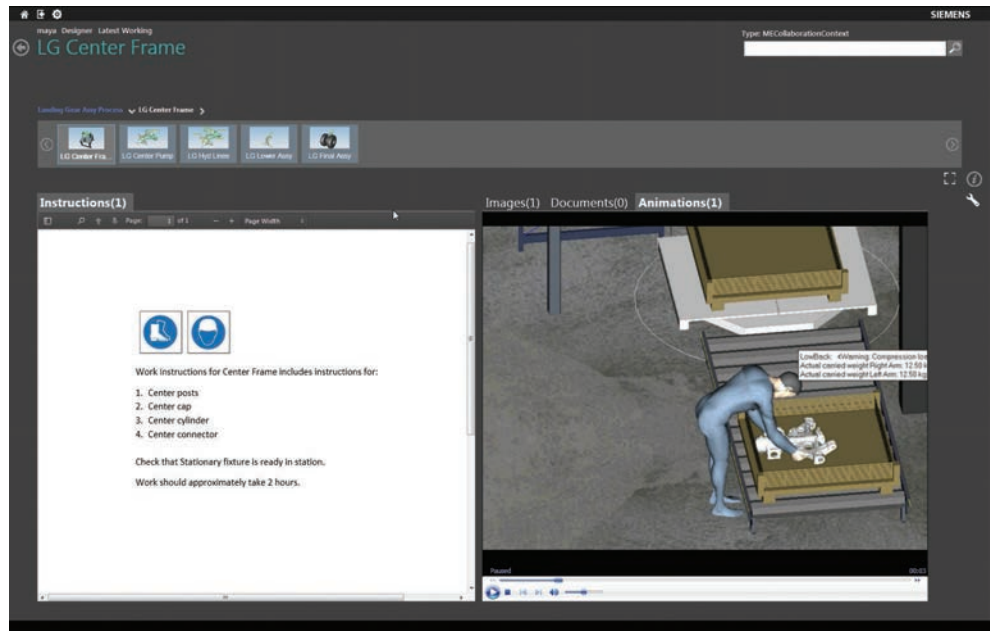 SIEMENS
maya Designer Latest Working
LG Center Frame
Type: MECollaborationContext
Landing Gear Assy Process LG Center Frame
LG Center Fra...
LG Center Pump
LG Hyd Lines
LG Lower Assy
LG Final Assy
Instructions(1)
Page: 1 of 1 - + Page Width
Work instructions for Center Frame includes instructions for:
1. Center posts
2. Center cap
3. Center cylinder
4. Center connector
Check that Stationary fixture is ready in station.
Work should approximately take 2 hours.
Images(1) Documents(0) Animations(1)
LowBack: <Warning: Compression loa
Actual carried weight Right Arm: 12.50 k
Actual carried weight Left Arm: 12.50 kg
Paused
00:03